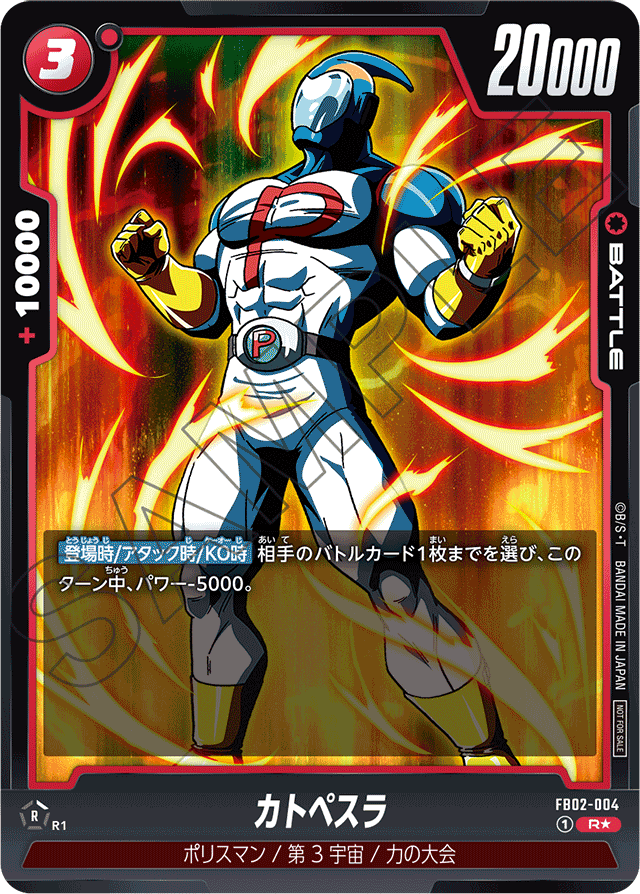 3
20000
+10000
BATTLE
P
P
SAMPLE
登場時/アタック時/KO時 相手のバトルカード1枚までを選び、この
ターン中、パワー-5000。
©B/S・T BANDAI MADE IN JAPAN
NOT FOR SALE
カトペスラ
FB02-004
R R1
1 R★
ポリスマン / 第3宇宙 / 力の大会